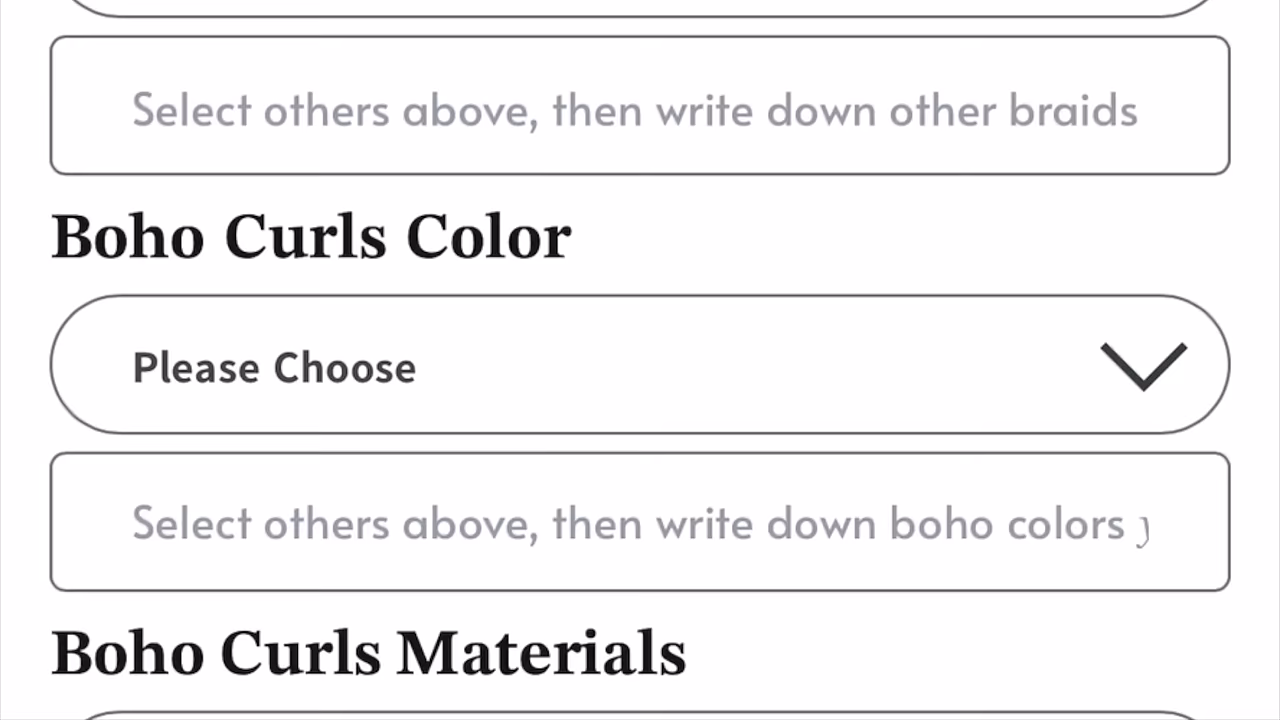 Select others above, then write down other braids
Boho Curls Color
Please Choose
Select others above, then write down boho colors
Boho Curls Materials